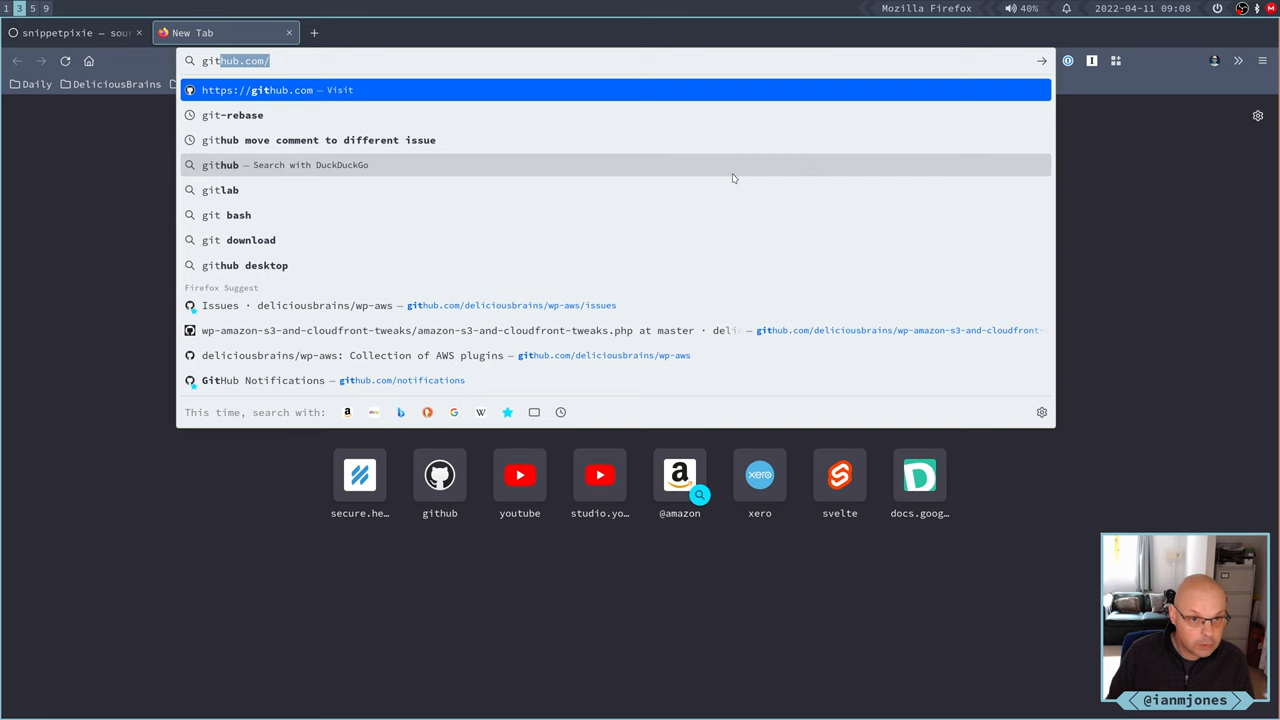 1 3 5 9
Mozilla Firefox
40%
2022-04-11 09:08
snippetpixie — sour
New Tab
github.com/
Daily
DeliciousBrains
https://github.com — Visit
git-rebase
github move comment to different issue
github — Search with DuckDuckGo
gitlab
git bash
git download
github desktop
Firefox Suggest
Issues · deliciousbrains/wp-aws — github.com/deliciousbrains/wp-aws/issues
wp-amazon-s3-and-cloudfront-tweaks/amazon-s3-and-cloudfront-tweaks.php at master · deli — github.com/deliciousbrains/wp-amazon-s3-and-cloudfront-
deliciousbrains/wp-aws: Collection of AWS plugins — github.com/deliciousbrains/wp-aws
GitHub Notifications — github.com/notifications
This time, search with:
secure.he…
github
youtube
studio.yo…
@amazon
xero
svelte
docs.goog…
@ianmjones